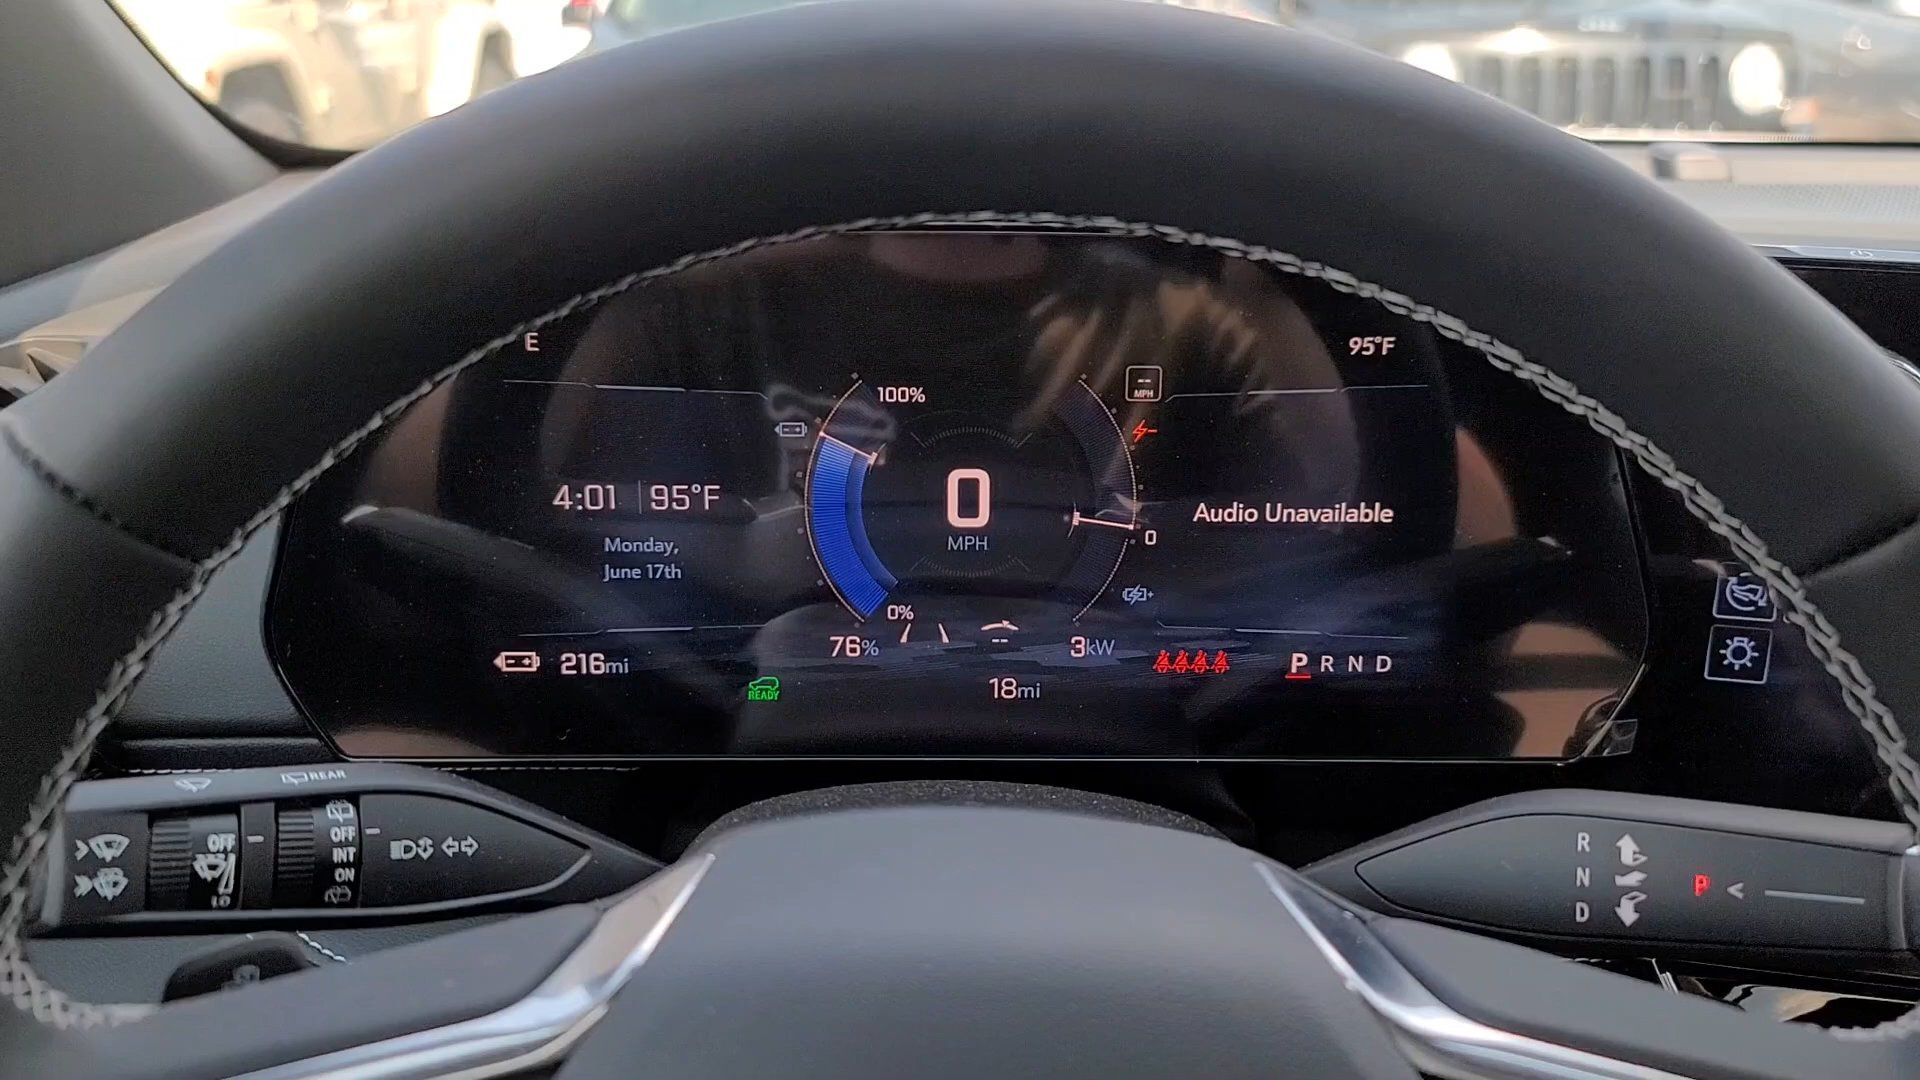 E
95°F
100%
--
MPH
4:01
95°F
0
MPH
Audio Unavailable
0
Monday,
June 17th
0%
76%
--
3kW
216mi
READY
18mi
P R N D
REAR
OFF
LO
OFF
INT
ON
R
N
D
P <